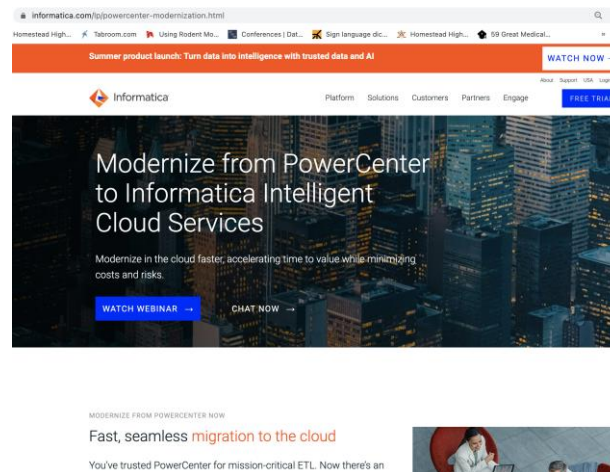 informatica.com/lp/powercenter-modernization.html
Homestead High... Tabroom.com Using Rodent Mo... Conferences | Dat... Sign language dic... Homestead High... 59 Great Medical... »
Summer product launch: Turn data into intelligence with trusted data and AI
WATCH NOW →
About Support USA Login
Informatica
Platform Solutions Customers Partners Engage
FREE TRIAL
Modernize from PowerCenter
to Informatica Intelligent
Cloud Services
Modernize in the cloud faster, accelerating time to value while minimizing
costs and risks.
WATCH WEBINAR → CHAT NOW →
MODERNIZE FROM POWERCENTER NOW
Fast, seamless migration to the cloud
You've trusted PowerCenter for mission-critical ETL. Now there's an